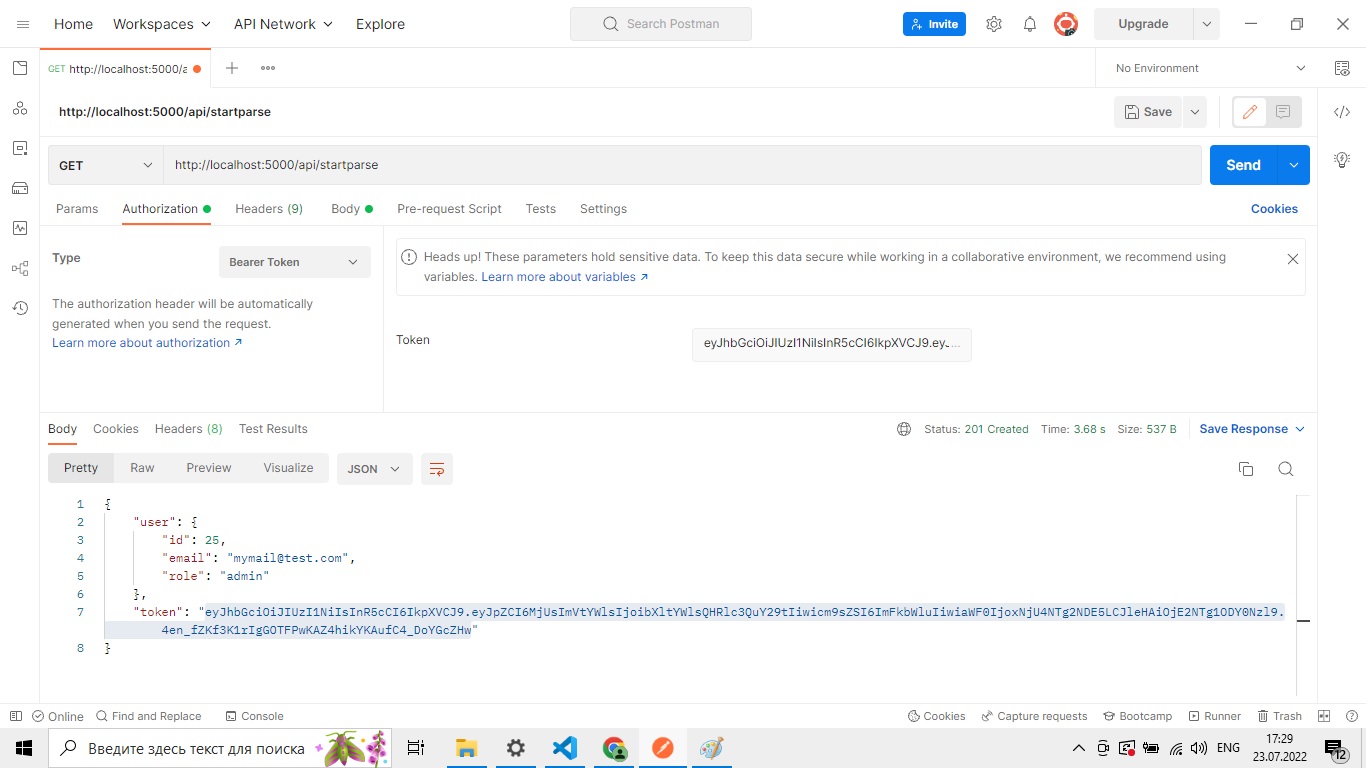 Home Workspaces API Network Explore Search Postman Invite Upgrade
GET http://localhost:5000/a No Environment
http://localhost:5000/api/startparse Save
GET http://localhost:5000/api/startparse Send
Params Authorization Headers (9) Body Pre-request Script Tests Settings Cookies
Type Bearer Token
The authorization header will be automatically
generated when you send the request.
Learn more about authorization ↗
Heads up! These parameters hold sensitive data. To keep this data secure while working in a collaborative environment, we recommend using
variables. Learn more about variables ↗
Token eyJhbGciOiJIUzI1NiIsInR5cCI6IkpXVCJ9.eyJ...
Body Cookies Headers (8) Test Results Status: 201 Created Time: 3.68 s Size: 537 B Save Response
Pretty Raw Preview Visualize JSON
1 {
2 "user": {
3 "id": 25,
4 "email": "mymail@test.com",
5 "role": "admin"
6 },
7 "token": "eyJhbGciOiJIUzI1NiIsInR5cCI6IkpXVCJ9.eyJpZCI6MjUsImVtYWlsIjoibXltYWlsQHRlc3QuY29tIiwicm9sZSI6ImFkbWluIiwiaWF0IjoxNjU4NTg2NDE5LCJleHAiOjE2NTg1ODY0Nzl9.
4en_fZKf3K1rIgGOTFPwKAZ4hikYKAufC4_DoYGcZHw"
8 }
Online Find and Replace Console Cookies Capture requests Bootcamp Runner Trash
Введите здесь текст для поиска ENG 17:29
23.07.2022 12